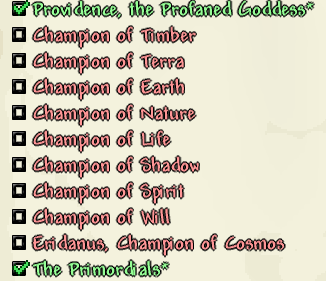 Providence, the Profaned Goddess*
Champion of Timber
Champion of Terra
Champion of Earth
Champion of Nature
Champion of Life
Champion of Shadow
Champion of Spirit
Champion of Will
Eridanus, Champion of Cosmos
The Primordials*